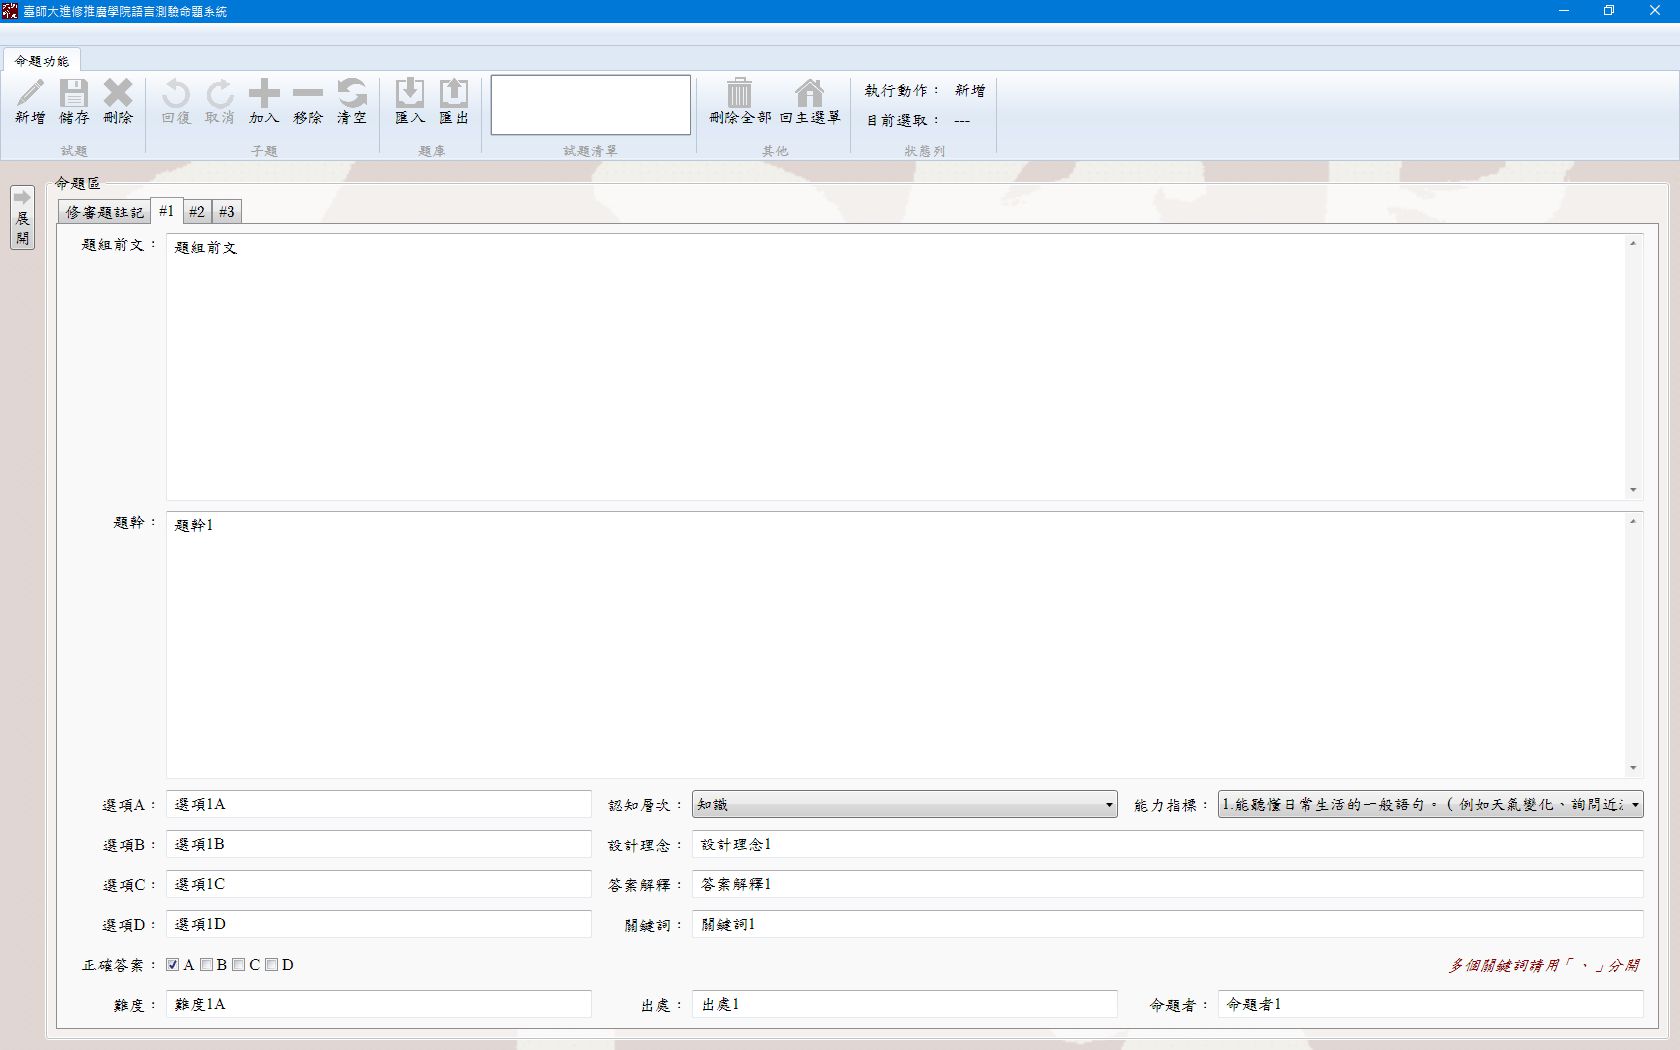 臺師大進修推廣學院語言測驗命題系統
命題功能
新增 儲存 刪除 回復 取消 加入 移除 清空 匯入 匯出 刪除全部 回主選單
執行動作： 新增
目前選取： ---
試題 子題 題庫 試題清單 其他 狀態列
展開
命題區
修審題註記 #1 #2 #3
題組前文： 題組前文
題幹： 題幹1
選項A： 選項1A 認知層次： 知識 能力指標： 1.能聽懂日常生活的一般語句。（例如天氣變化、詢問近
選項B： 選項1B 設計理念： 設計理念1
選項C： 選項1C 答案解釋： 答案解釋1
選項D： 選項1D 關鍵詞： 關鍵詞1
正確答案： A B C D 多個關鍵詞請用「、」分開
難度： 難度1A 出處： 出處1 命題者： 命題者1